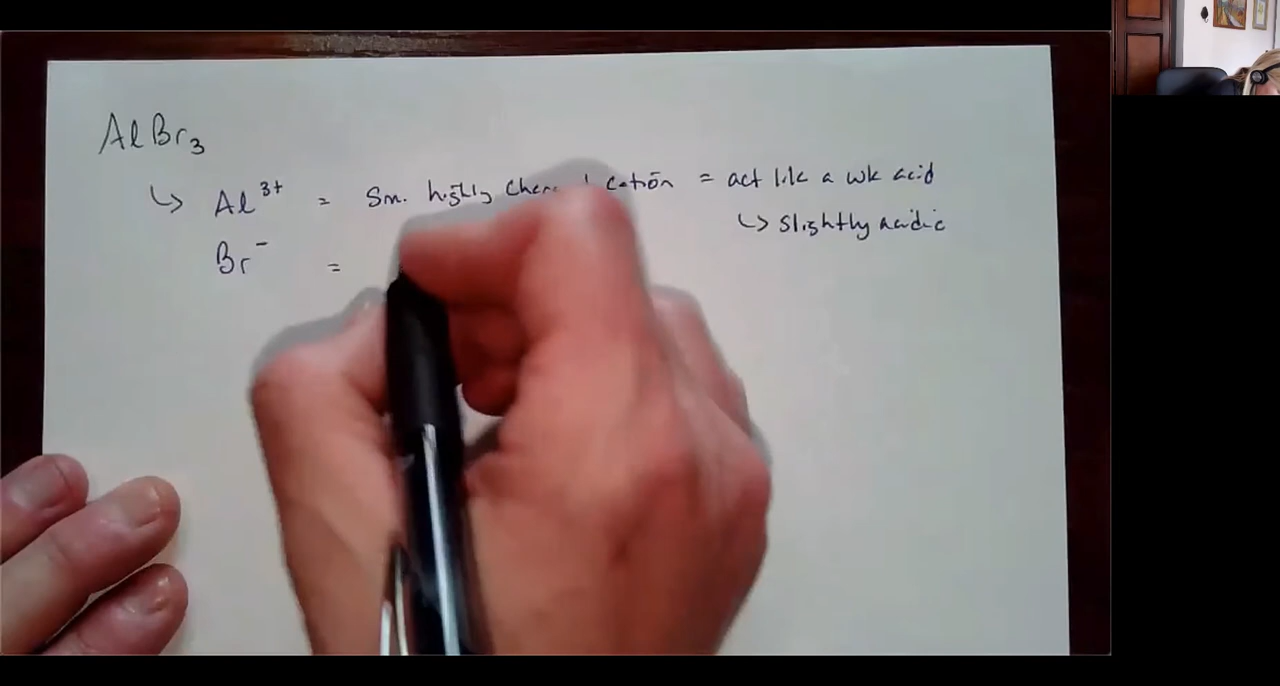 AlBr₃
↳ Al³⁺ = Sm. highly cation = act like a wk acid
↳ slightly acidic
Br⁻ =